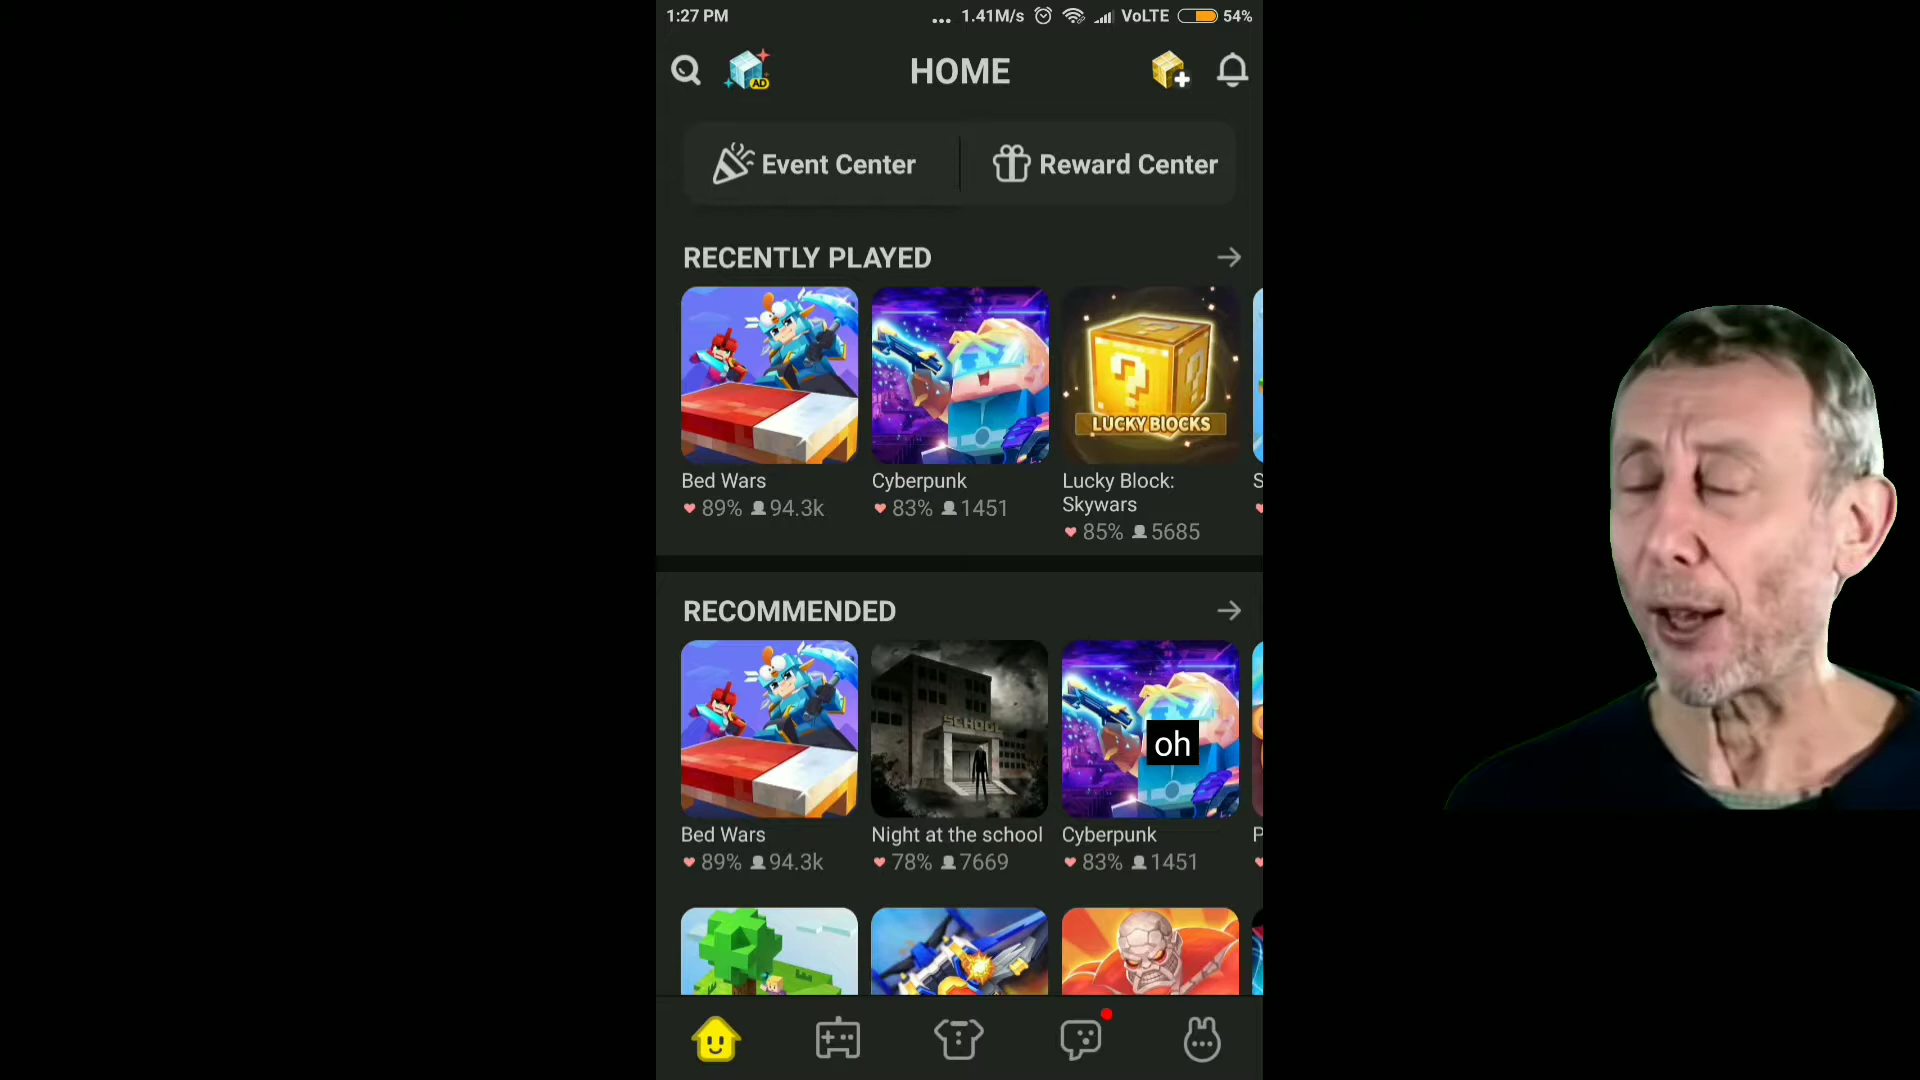 1:27 PM
... 1.41M/s VoLTE 54%
AD
HOME
Event Center
Reward Center
RECENTLY PLAYED
LUCKY BLOCKS
Bed Wars
Cyberpunk
Lucky Block:
Skywars
S
89% 94.3k
83% 1451
85% 5685
RECOMMENDED
SCHOOL
oh
Bed Wars
Night at the school
Cyberpunk
P
89% 94.3k
78% 7669
83% 1451